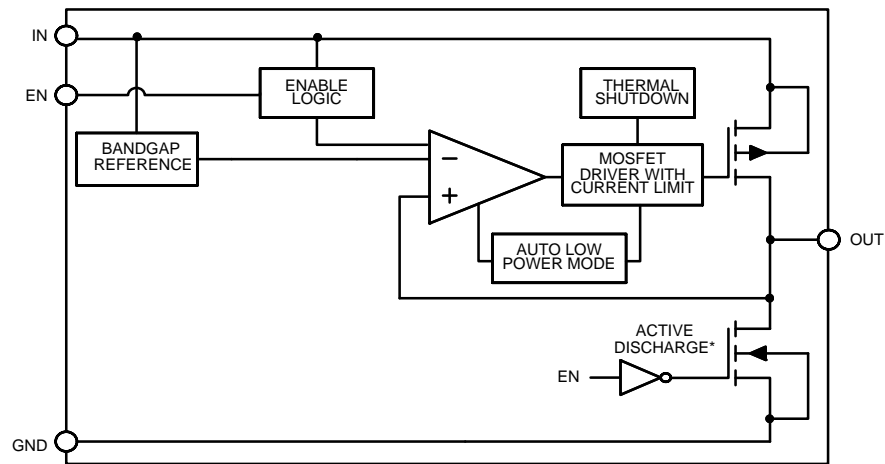 IN
EN
ENABLE
LOGIC
THERMAL
SHUTDOWN
BANDGAP
REFERENCE
−
+
MOSFET
DRIVER WITH
CURRENT LIMIT
AUTO LOW
POWER MODE
OUT
ACTIVE
DISCHARGE*
EN
GND